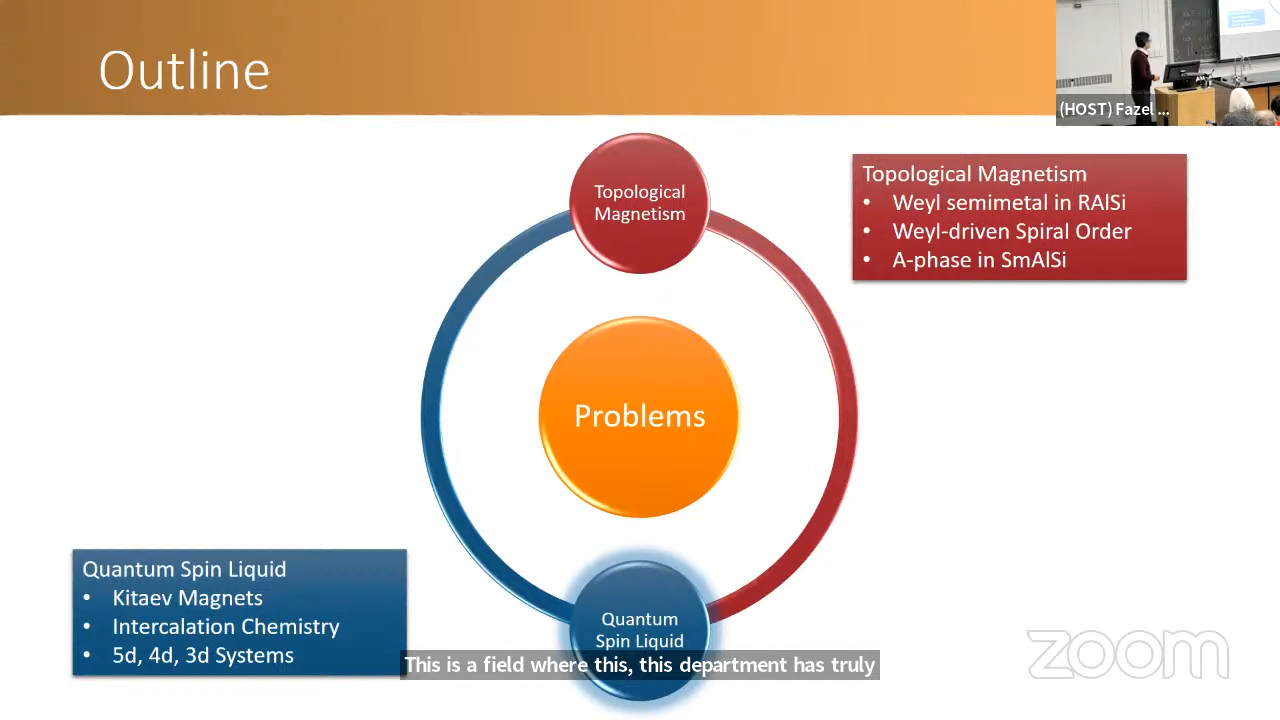 Outline
(HOST) Fazel ...
Topological
Magnetism
Topological Magnetism
• Weyl semimetal in RAlSi
• Weyl-driven Spiral Order
• A-phase in SmAlSi
Problems
Quantum Spin Liquid
• Kitaev Magnets
• Intercalation Chemistry
• 5d, 4d, 3d Systems
Quantum
Spin Liquid
This is a field where this, this department has truly
zoom